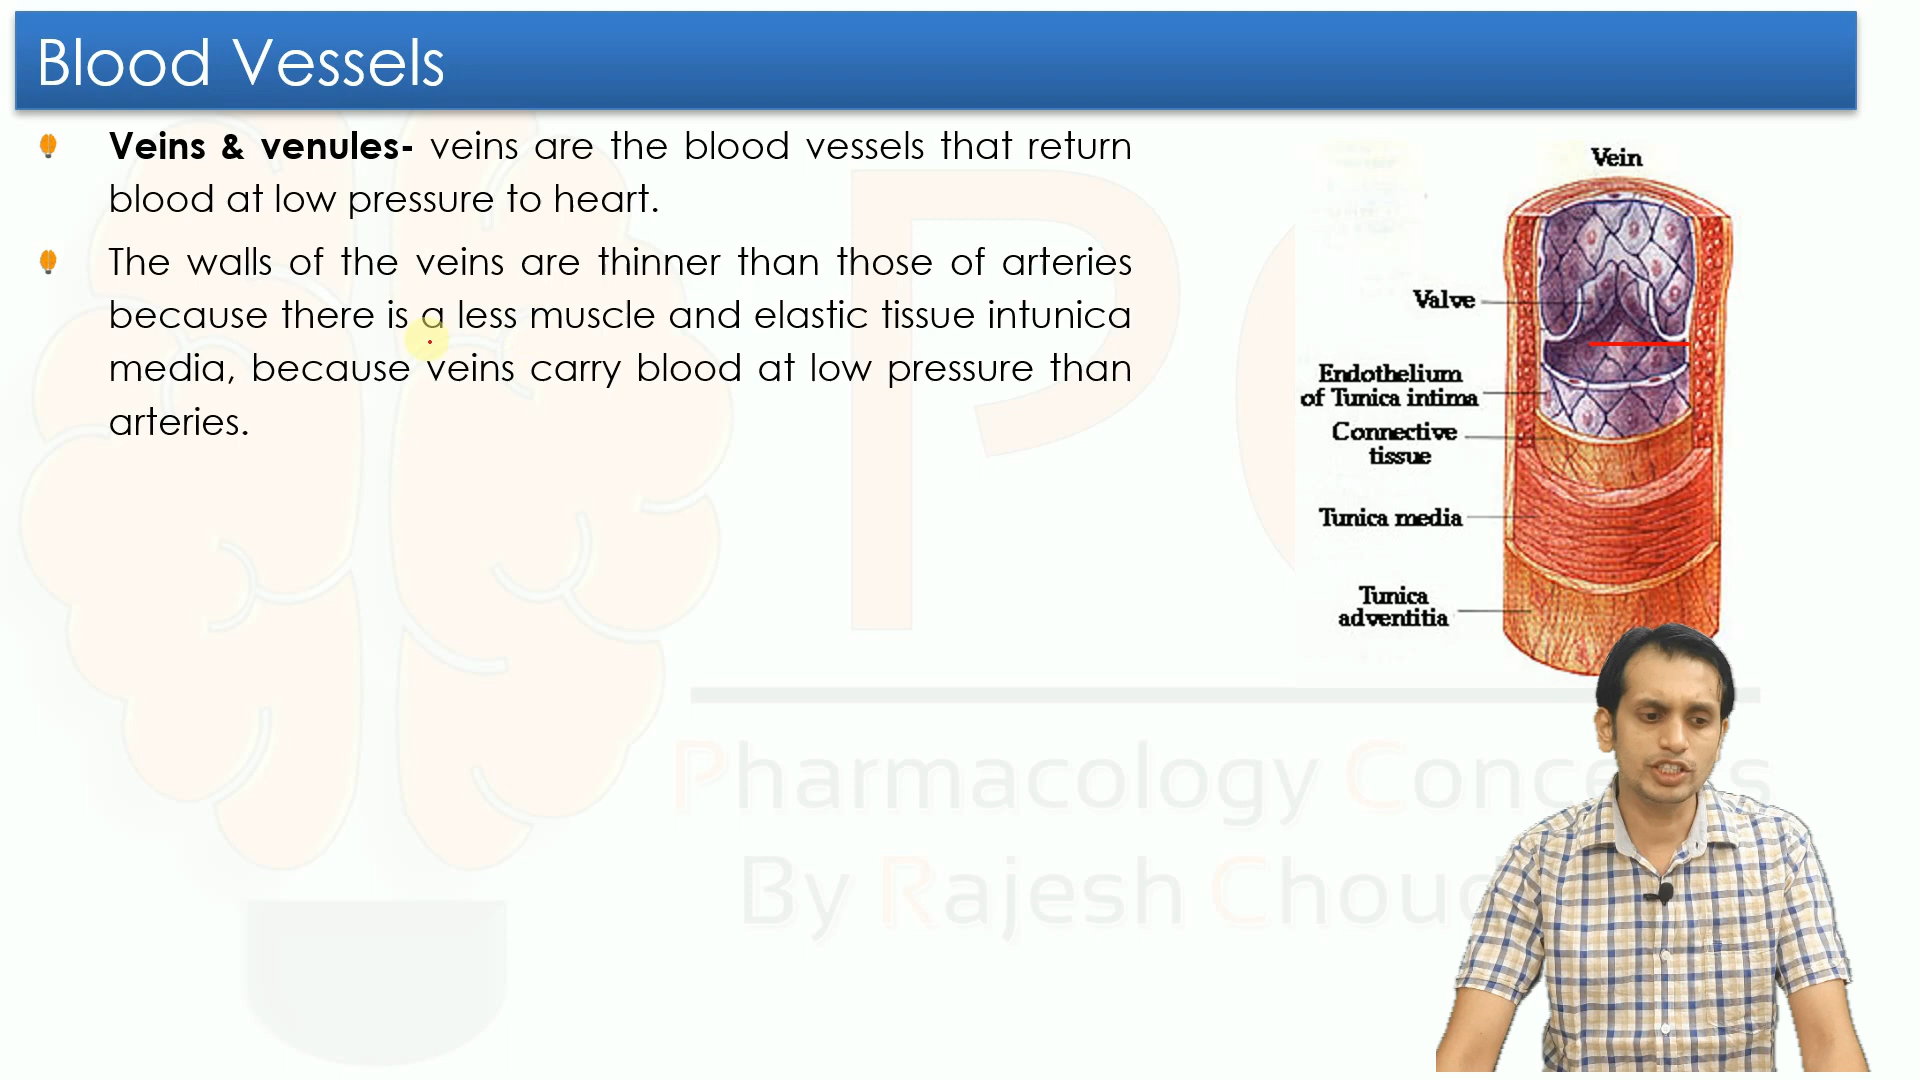 Blood Vessels
Veins & venules- veins are the blood vessels that return
blood at low pressure to heart.
The walls of the veins are thinner than those of arteries
because there is a less muscle and elastic tissue intunica
media, because veins carry blood at low pressure than
arteries.
Vein
Valve
Endothelium
of Tunica intima
Connective
tissue
Tunica media
Tunica
adventitia
Pharmacology
By Rajesh